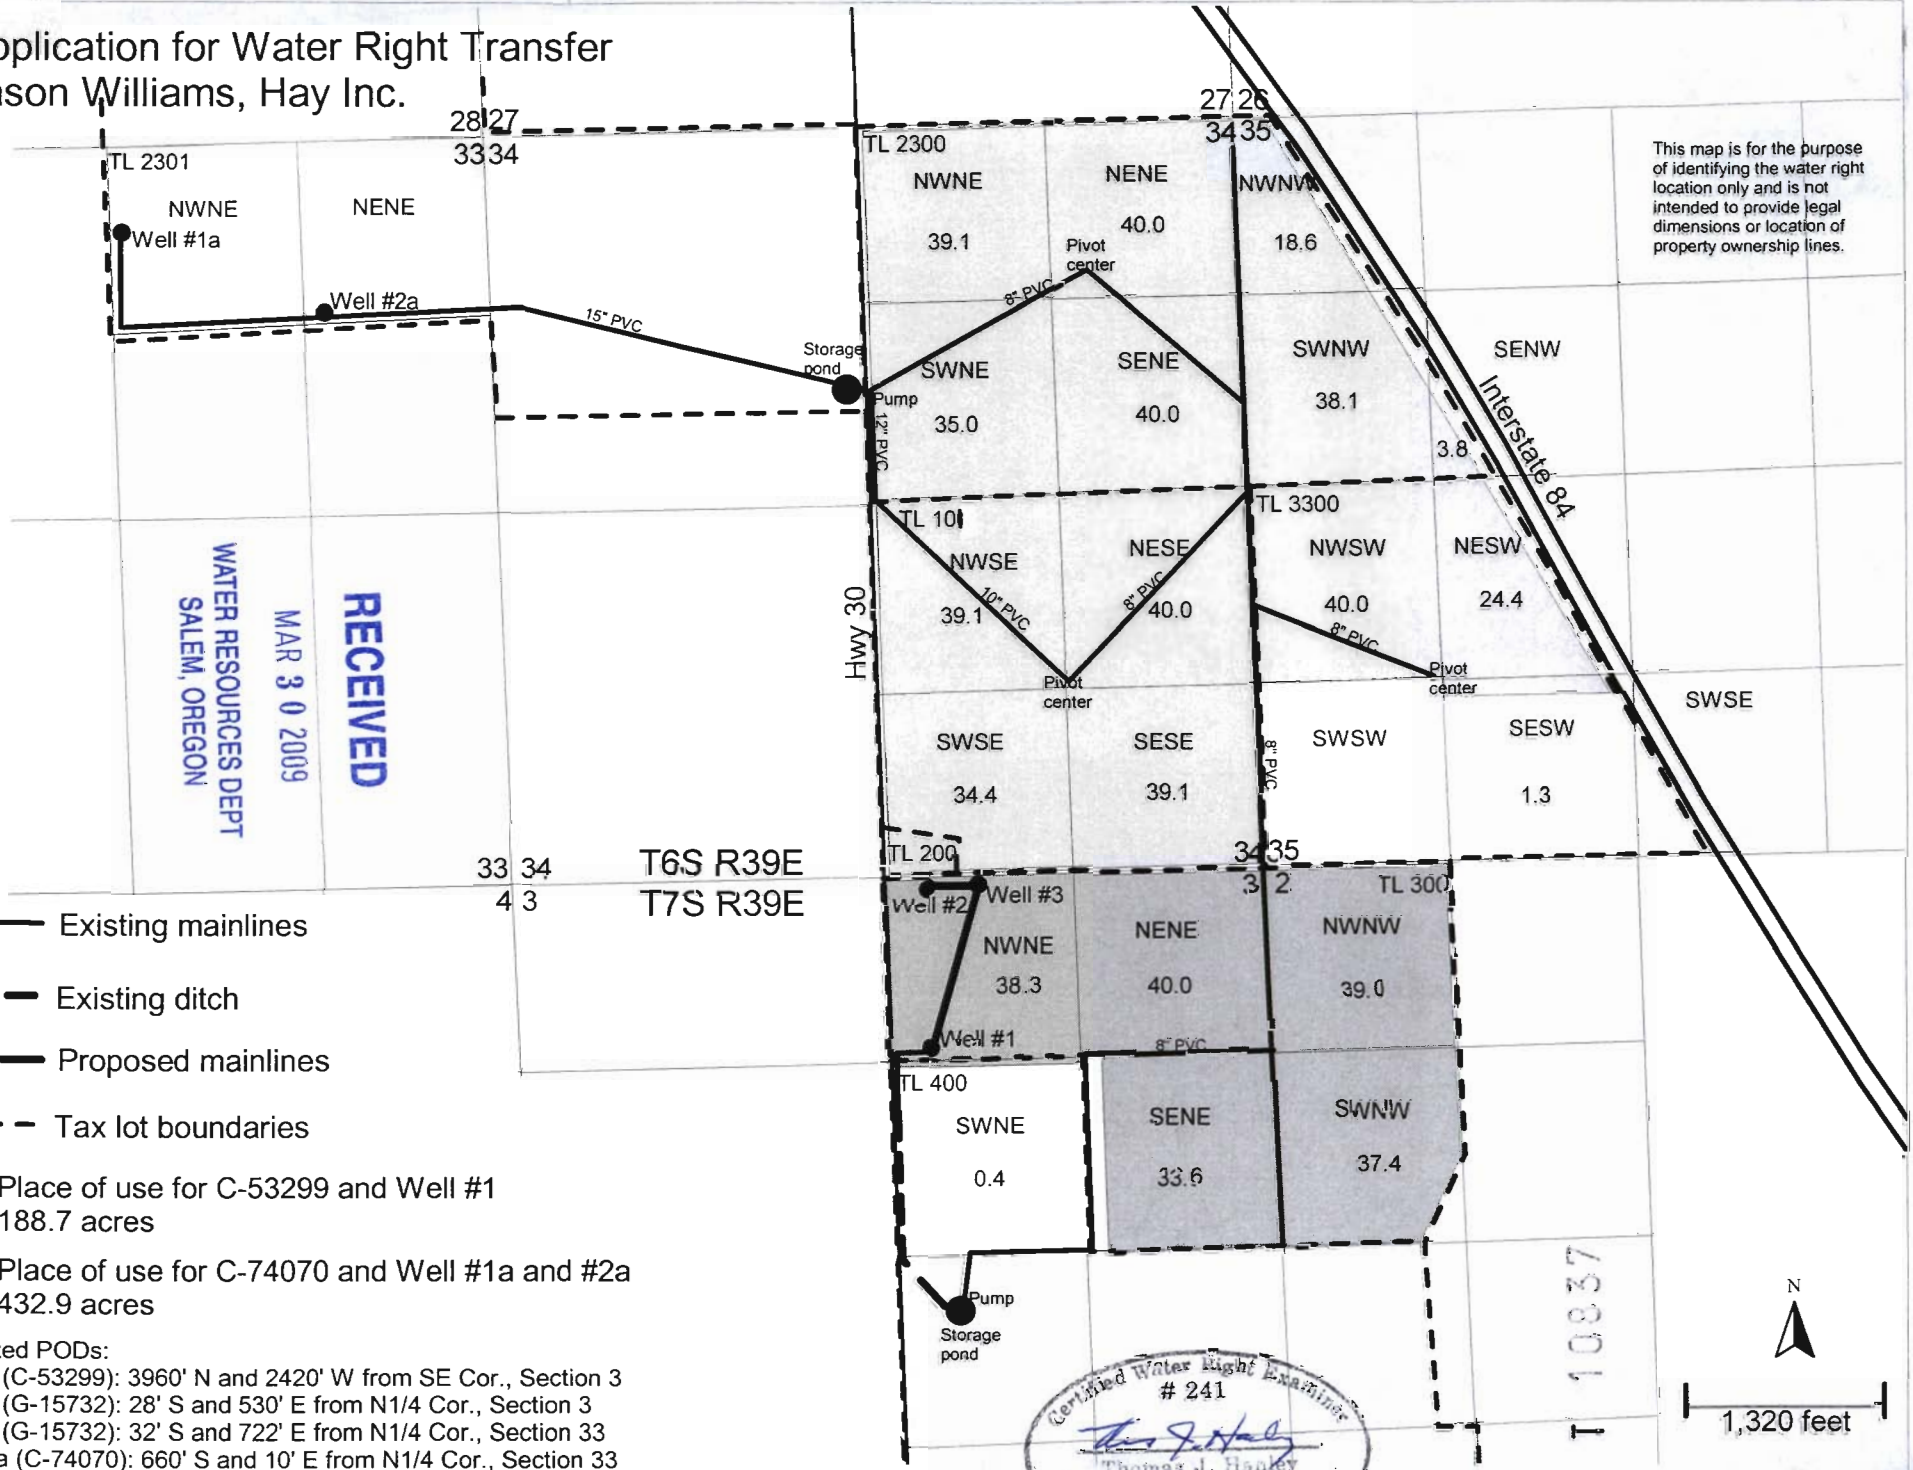 pplication for Water Right Transfer
ason Williams, Hay Inc.
This map is for the purpose
of identifying the water right
location only and is not
intended to provide legal
dimensions or location of
property ownership lines.
28 27
33 34
27 26
34 35
TL 2301
NWNE
NENE
Well #1a
Well #2a
15" PVC
Storage
pond
Pump
12" PVC
TL 2300
NWNE
39.1
NENE
40.0
NWNW
18.6
Pivot
center
8" PVC
SWNE
35.0
SENE
40.0
SWNW
38.1
3.8
SENW
Interstate 84
TL 3300
NWSE
39.1
10" PVC
NESE
40.0
8" PVC
NWSW
40.0
8" PVC
NESW
24.4
Pivot
center
Pivot
center
Hwy 30
SWSE
34.4
SESE
39.1
8" PVC
SWSW
SESW
1.3
SWSE
RECEIVED
MAR 30 2009
WATER RESOURCES DEPT
SALEM, OREGON
33 34
4 3
T6S R39E
T7S R39E
TL 200
34 35
3 2
TL 300
Well #2
Well #3
NWNE
38.3
Well #1
NENE
40.0
8" PVC
NWNW
39.0
TL 400
SWNE
0.4
SENE
33.6
SWNW
37.4
Pump
Storage
pond
Existing mainlines
Existing ditch
Proposed mainlines
Tax lot boundaries
Place of use for C-53299 and Well #1
188.7 acres
Place of use for C-74070 and Well #1a and #2a
432.9 acres
ted PODs:
(C-53299): 3960' N and 2420' W from SE Cor., Section 3
(G-15732): 28' S and 530' E from N1/4 Cor., Section 3
(G-15732): 32' S and 722' E from N1/4 Cor., Section 33
a (C-74070): 660' S and 10' E from N1/4 Cor., Section 33
Certified Water Right Examiner
# 241
Thomas J. Hanley
T 10837
N
1,320 feet